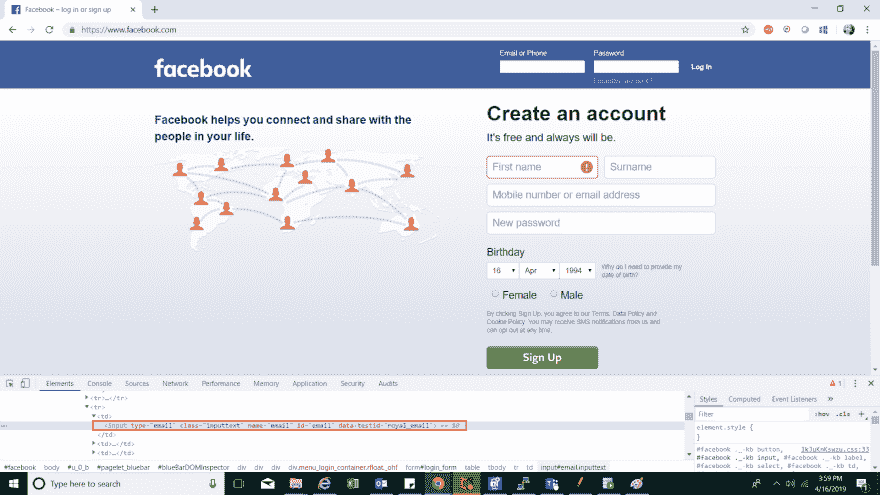 Facebook – log in or sign up
https://www.facebook.com
Email or Phone
Password
facebook
Log In
Facebook helps you connect and share with the
people in your life.
Create an account
It's free and always will be.
First name
Surname
Mobile number or email address
New password
Birthday
16 Apr 1994
Why do I need to provide my
date of birth?
Female Male
By clicking Sign Up, you agree to our Terms, Data Policy and
Cookie Policy. You may receive SMS notifications from us and
can opt out at any time.
Sign Up
Elements Console Sources Network Performance Memory Application Security Audits
1
Styles Computed Event Listeners
<tr>…</tr>
<tr>
<td>
<input type="email" class="inputtext" name="email" id="email" data-testid="royal_email"> == $0
</td>
<td>…</td>
<td>…</td>
Filter
:hov .cls +
element.style {
}
#facebook ._-kb button,
#facebook ._-kb input, #facebook ._-kb label,
#facebook ._-kb select, #facebook ._-kb td,
#facebook body #u_0_b #pagelet_bluebar #blueBarDOMInspector div div div div.menu_login_container.rfloat._ohf form#login_form table tbody tr td input#email.inputtext
Type here to search
3:59 PM
4/16/2019